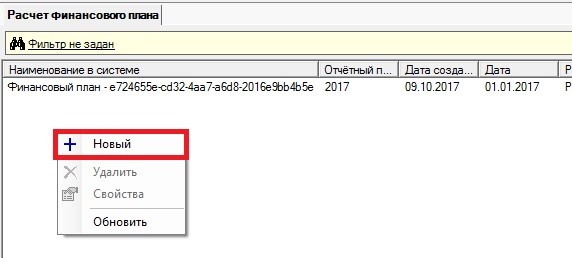 Расчет Финансового плана
Фильтр не задан
Наименование в системе Отчётный п... Дата созда... Дата Р
Финансовый план - e724655e-cd32-4aa7-a6d8-2016e9bb4b5e 2017 09.10.2017 01.01.2017
Новый
Удалить
Свойства
Обновить